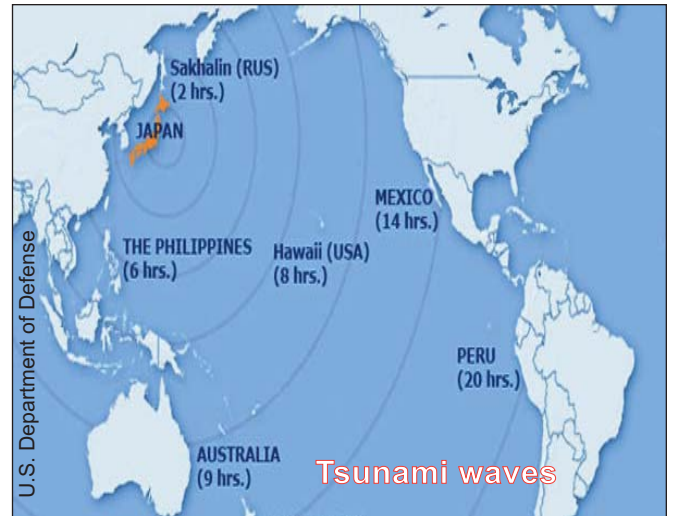 Sakhalin (RUS)
(2 hrs.)
JAPAN
MEXICO
(14 hrs.)
THE PHILIPPINES
(6 hrs.)
Hawaii (USA)
(8 hrs.)
PERU
(20 hrs.)
AUSTRALIA
(9 hrs.)
Tsunami waves
U.S. Department of Defense